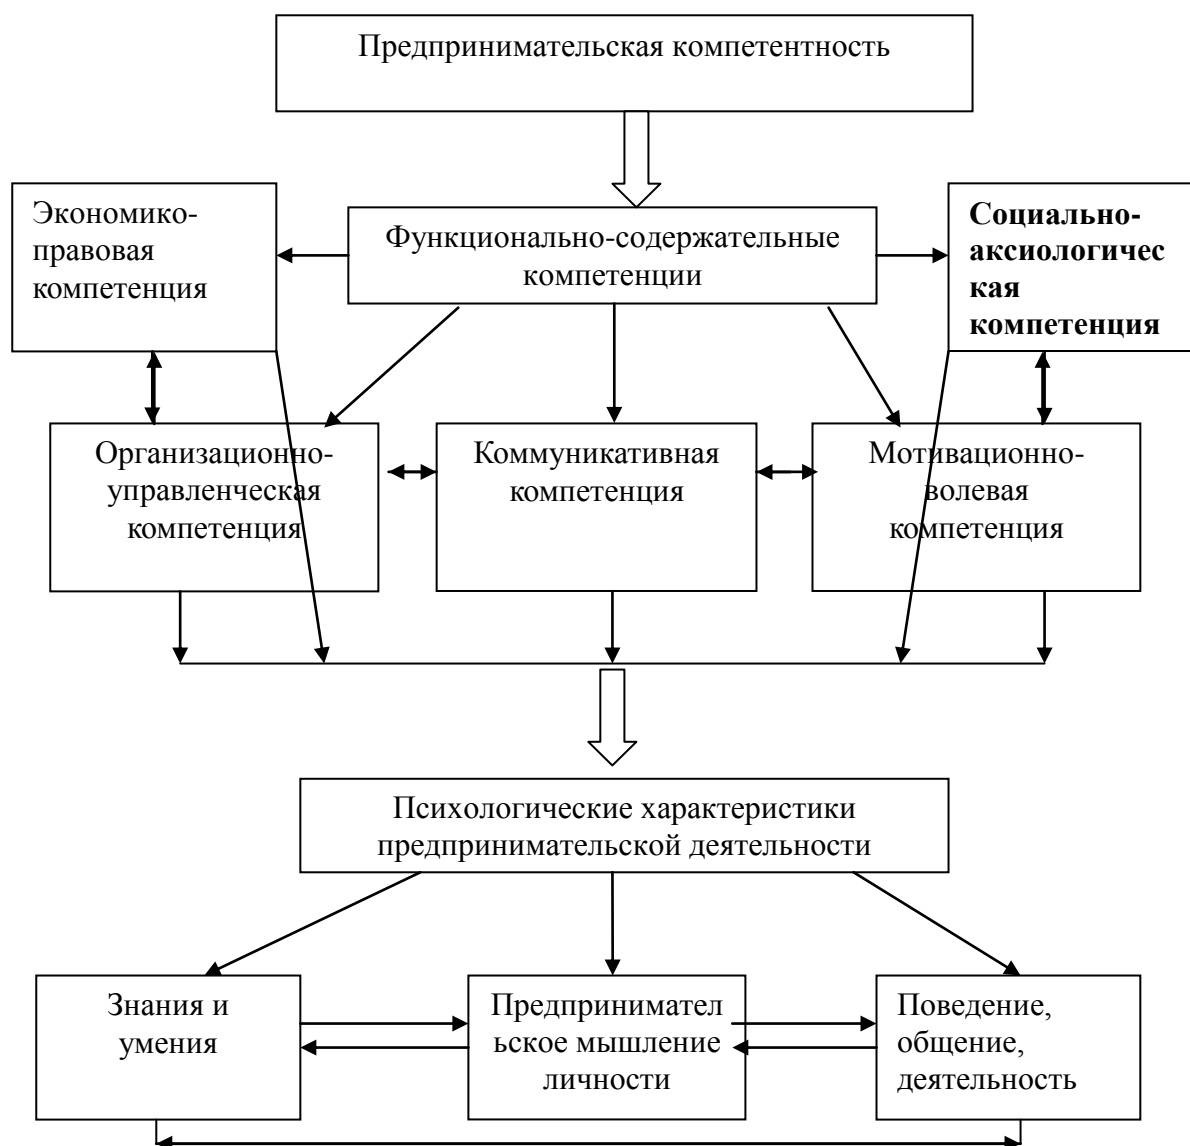 Предпринимательская компетентность
Экономико-
правовая
компетенция
Функционально-содержательные
компетенции
Социально-
аксиологичес
кая
компетенция
Организационно-
управленческая
компетенция
Коммуникативная
компетенция
Мотивационно-
волевая
компетенция
Психологические характеристики
предпринимательской деятельности
Знания и
умения
Предпринимател
ьское мышление
личности
Поведение,
общение,
деятельность